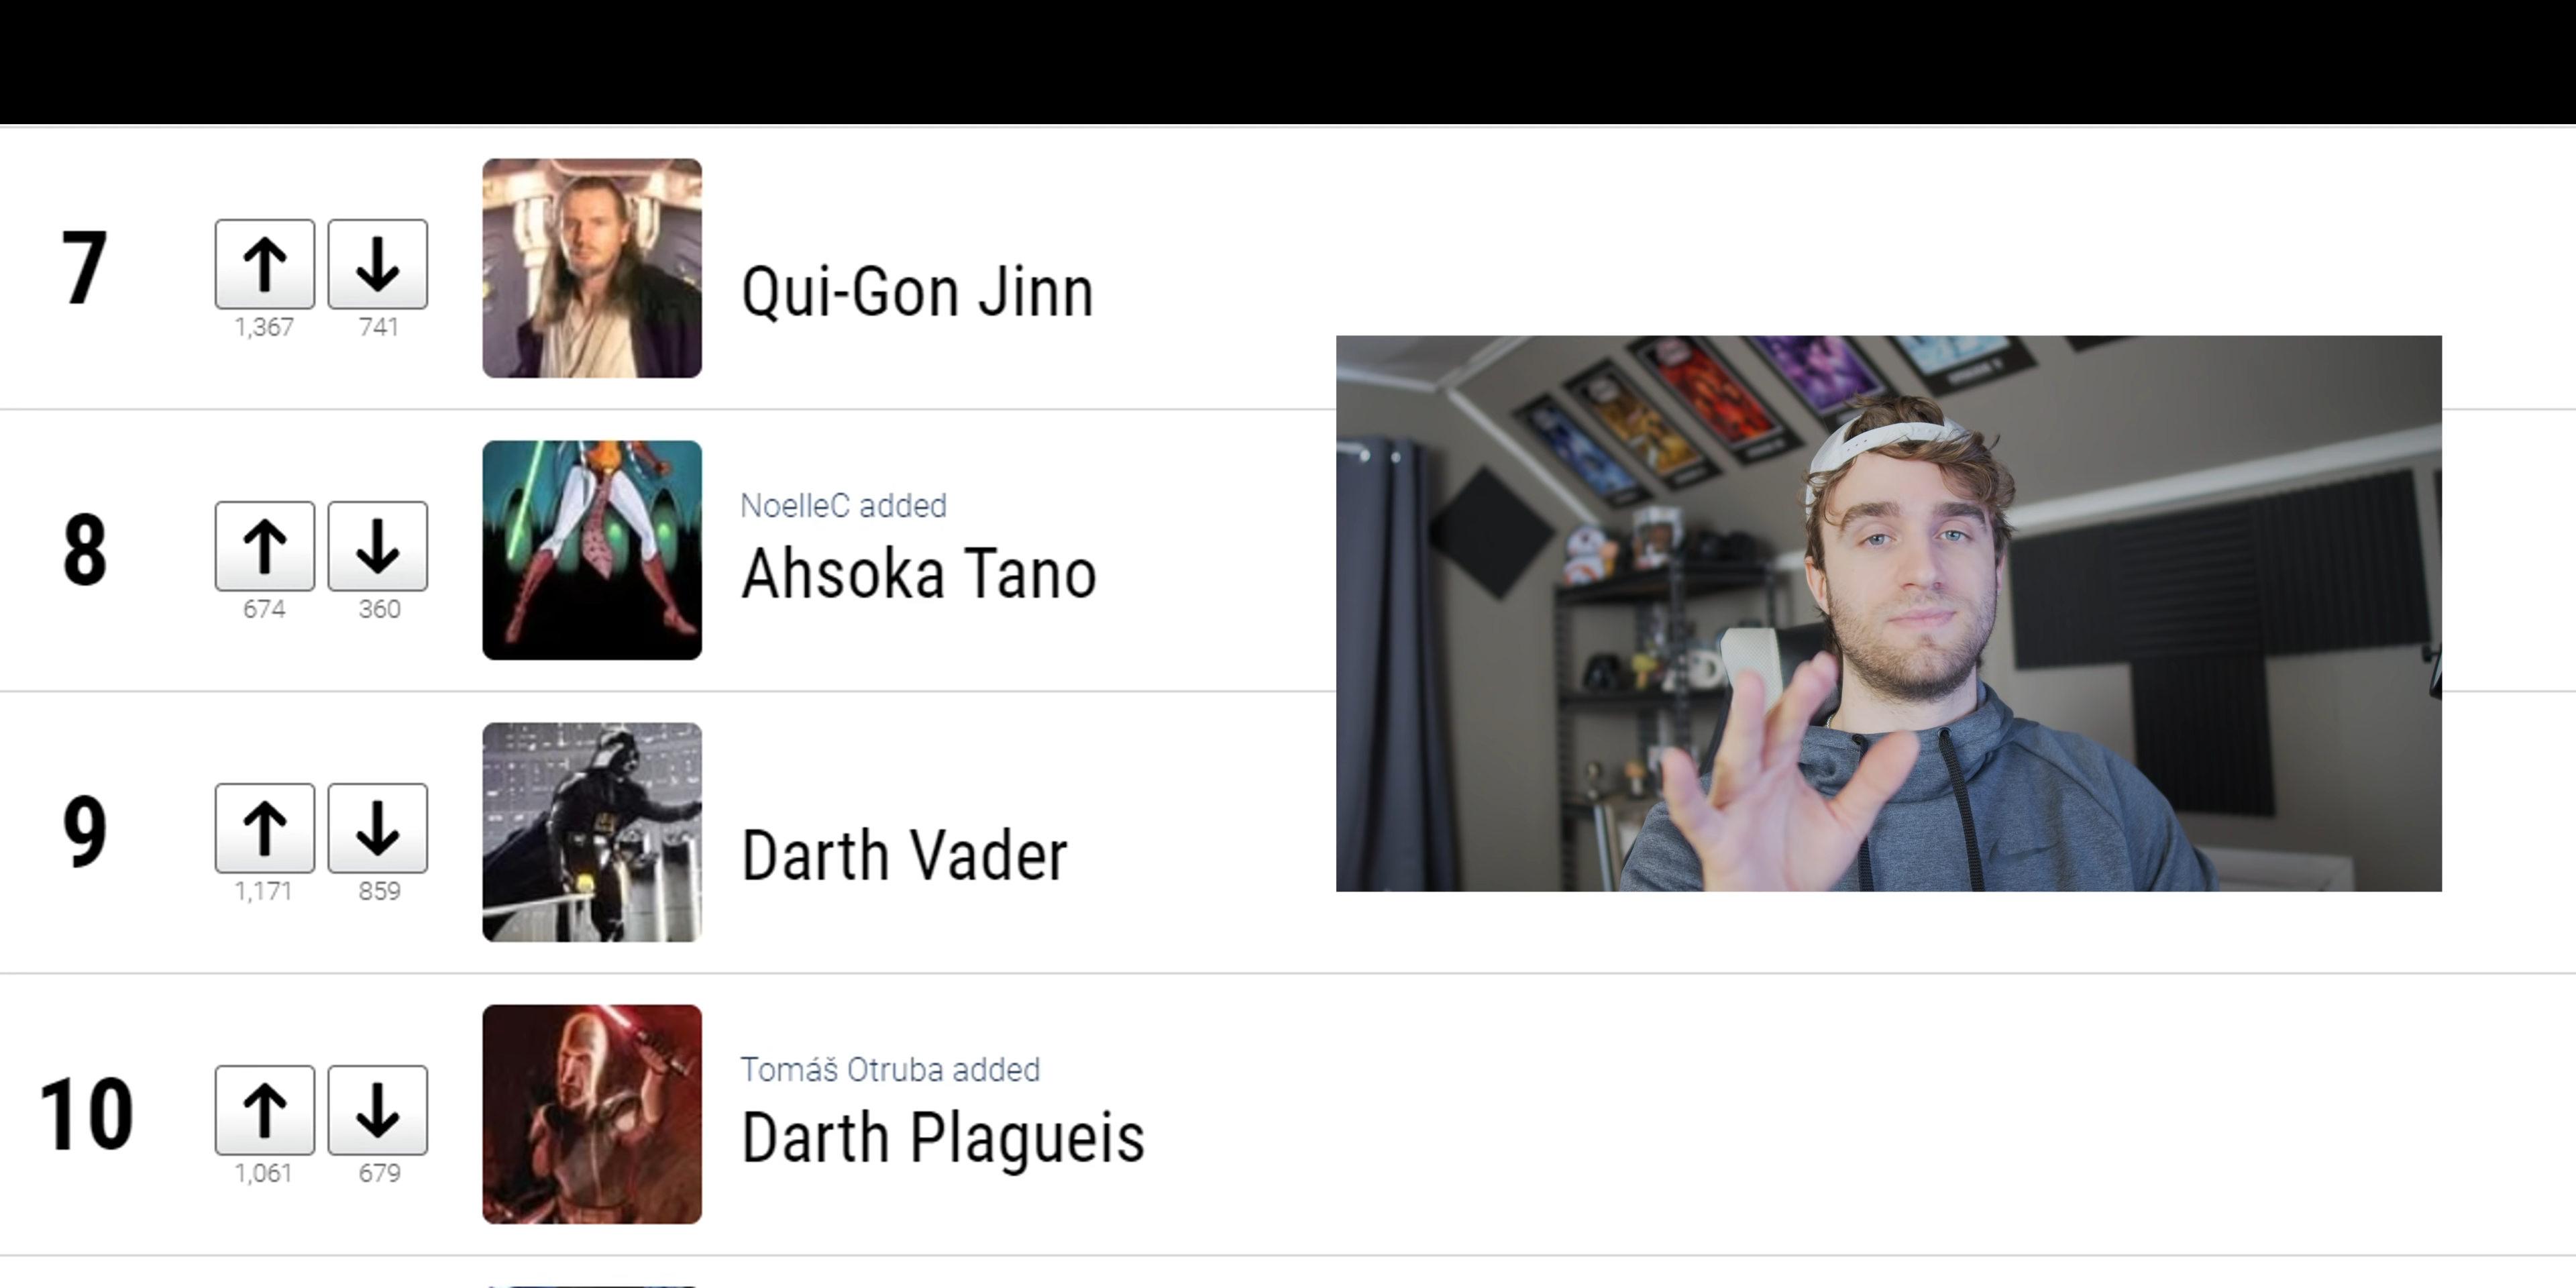 7
1,367 741
Qui-Gon Jinn
8
674 360
NoelleC added
Ahsoka Tano
9
1,171 859
Darth Vader
10
1,061 679
Tomáš Otruba added
Darth Plagueis